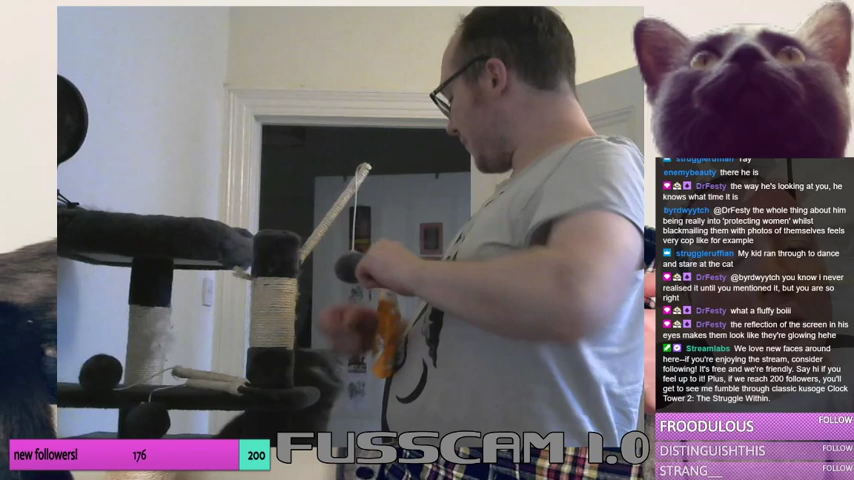 struggleruffian Yay
enemybeauty there he is
DrFesty the way he's looking at you, he
knows what time it is
byrdwyytch @DrFesty the whole thing about him
being really into 'protecting women' whilst
blackmailing them with photos of themselves feels
very cop like for example
struggleruffian My kid ran through to dance
and stare at the cat
DrFesty @byrdwyytch you know i never
realised it until you mentioned it, but you are so
right
DrFesty what a fluffy boiii
DrFesty the reflection of the screen in his
eyes makes them look like they're glowing hehe
Streamlabs We love new faces around
here--if you're enjoying the stream, consider
following! It's free and we're friendly. Say hi if you
feel up to it! Plus, if we reach 200 followers, you'll
get to see me fumble through classic kusoge Clock
Tower 2: The Struggle Within.
FROODULOUS FOLLOW
DISTINGUISHTHIS FOLLOW
STRANG__ FOLLOW
new followers! 176 200
FUSSCAM 1.0